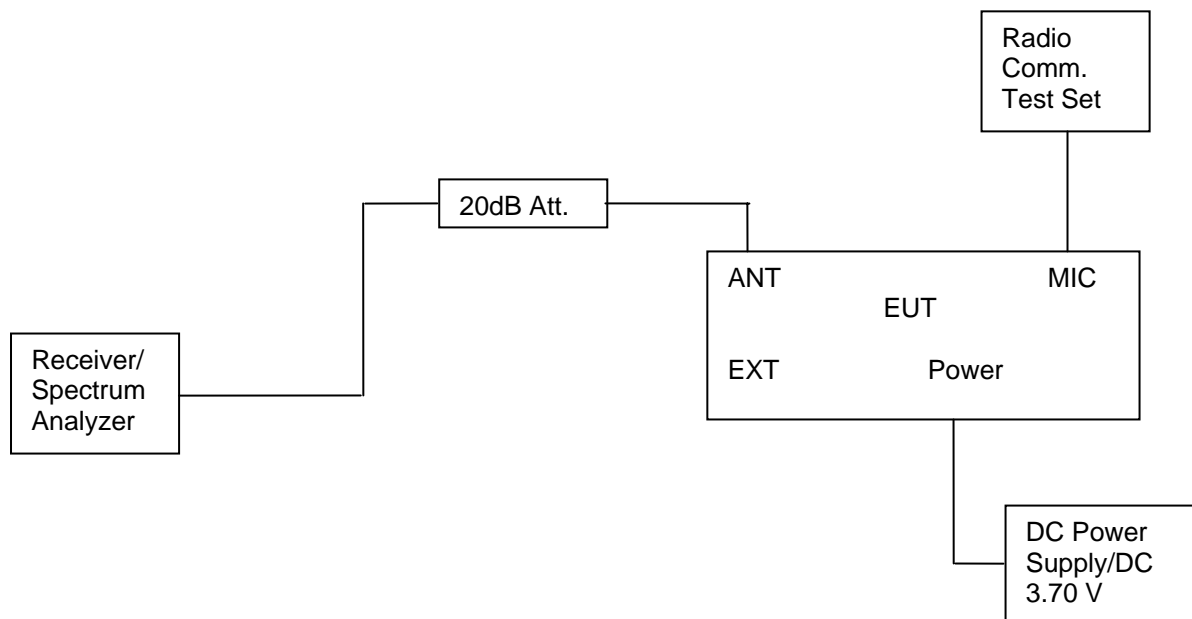 Radio
Comm.
Test Set
20dB Att.
ANT
MIC
EUT
Receiver/
Spectrum
Analyzer
EXT
Power
DC Power
Supply/DC
3.70 V